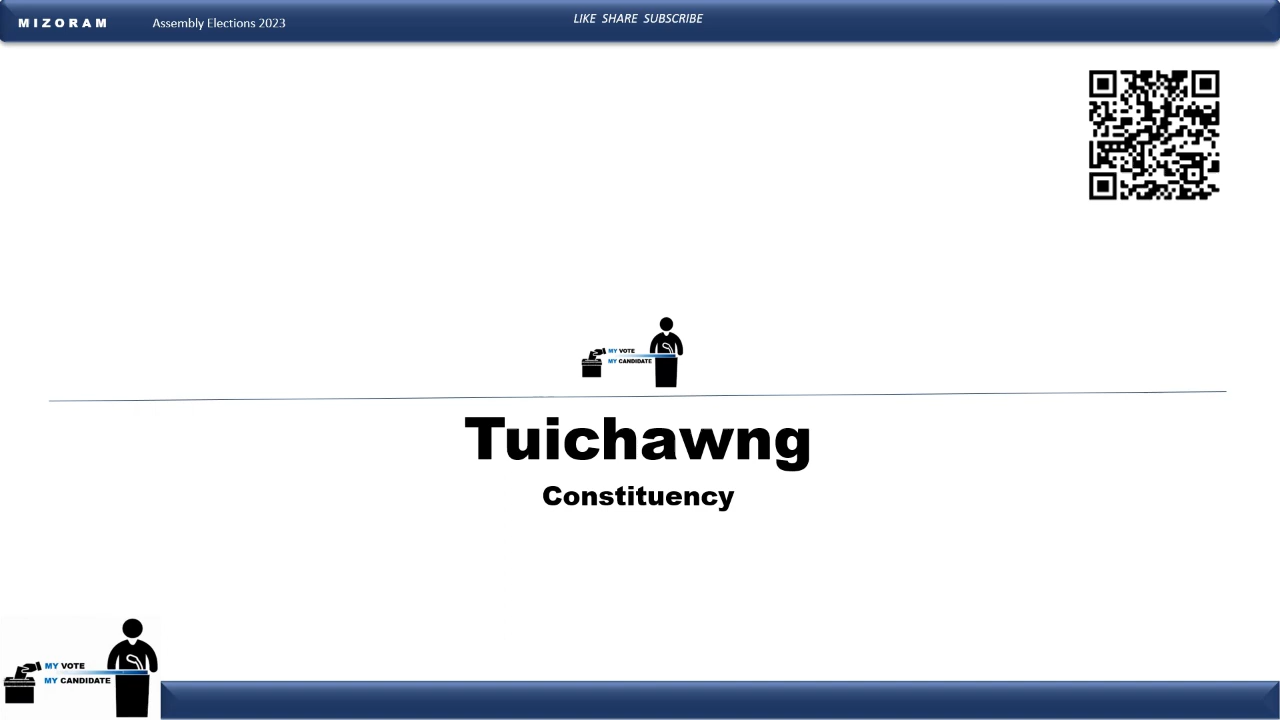 MIZORAM Assembly Elections 2023 LIKE SHARE SUBSCRIBE
MY VOTE
MY CANDIDATE
Tuichawng
Constituency
MY VOTE
MY CANDIDATE